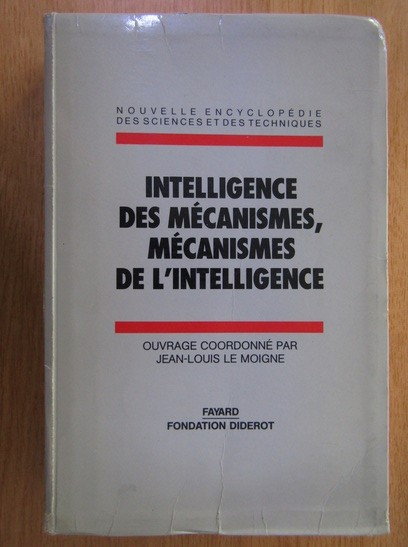 NOUVELLE ENCYCLOPÉDIE
DES SCIENCES ET DES TECHNIQUES
INTELLIGENCE
DES MÉCANISMES,
MÉCANISMES
DE L'INTELLIGENCE
OUVRAGE COORDONNÉ PAR
JEAN-LOUIS LE MOIGNE
FAYARD
FONDATION DIDEROT